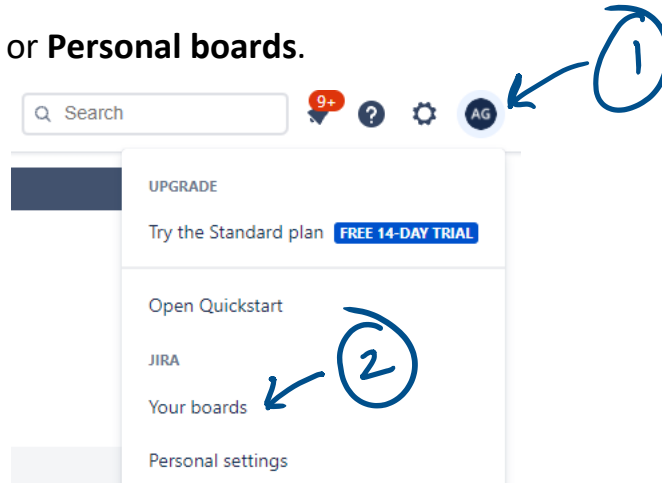 or Personal boards.
1
Search
9+
?
AG
UPGRADE
Try the Standard plan FREE 14-DAY TRIAL
Open Quickstart
2
JIRA
Your boards
Personal settings